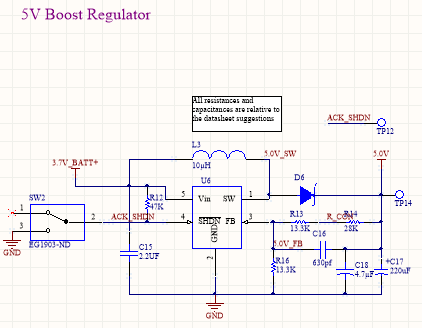 5V Boost Regulator
All resistances and
capacitances are relative to
the datasheet suggestions
ACK_SHDN
TP12
L3
10µH
3.7V_BATT+
5.0V_SW
5.0V
U6
D6
SW2
R12
47K
5 Vin SW 1
TP14
1
2 ACK_SHDN
4 SHDN FB 3
R13
R_COM
R14
3
13.3K
28K
EG1903-ND
GND
GND
C16
C15
2.2UF
5.0V_FB
2
R16
13.3K
630pf
C18
4.7µF
+C17
220uF
GND